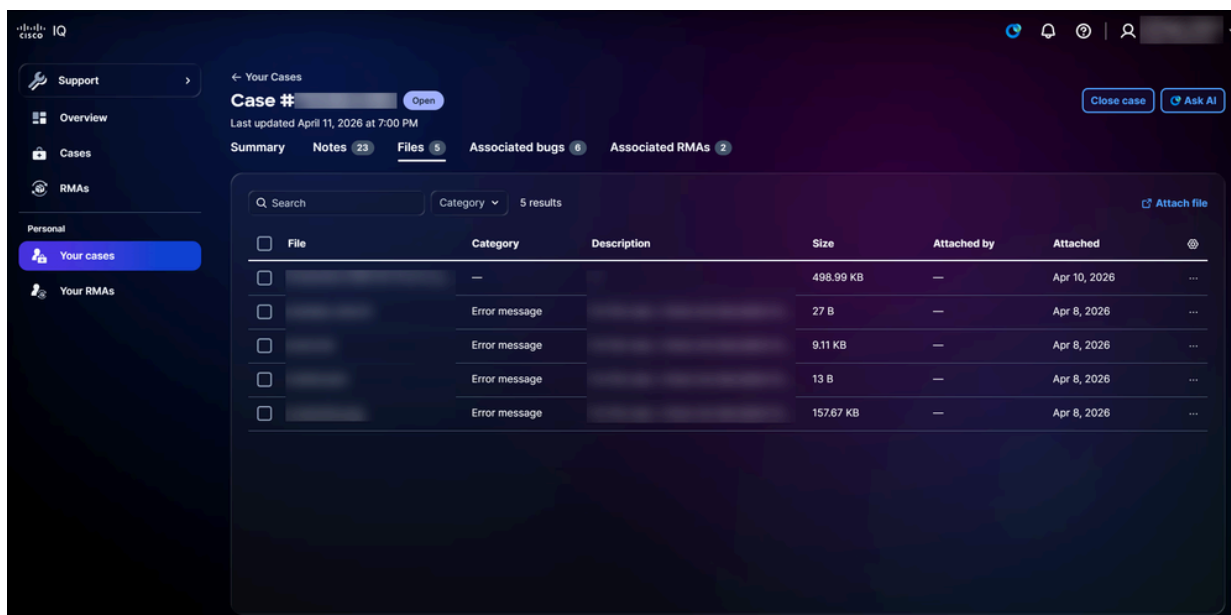 cisco IQ
Support
Overview
Cases
RMAs
Personal
Your cases
Your RMAs
← Your Cases
Case # Open
Last updated April 11, 2026 at 7:00 PM
Close case Ask AI
Summary Notes 23 Files 5 Associated bugs 6 Associated RMAs 2
Search Category 5 results Attach file
File Category Description Size Attached by Attached
— 498.99 KB — Apr 10, 2026 ...
Error message 27 B — Apr 8, 2026 ...
Error message 9.11 KB — Apr 8, 2026 ...
Error message 13 B — Apr 8, 2026 ...
Error message 157.67 KB — Apr 8, 2026 ...